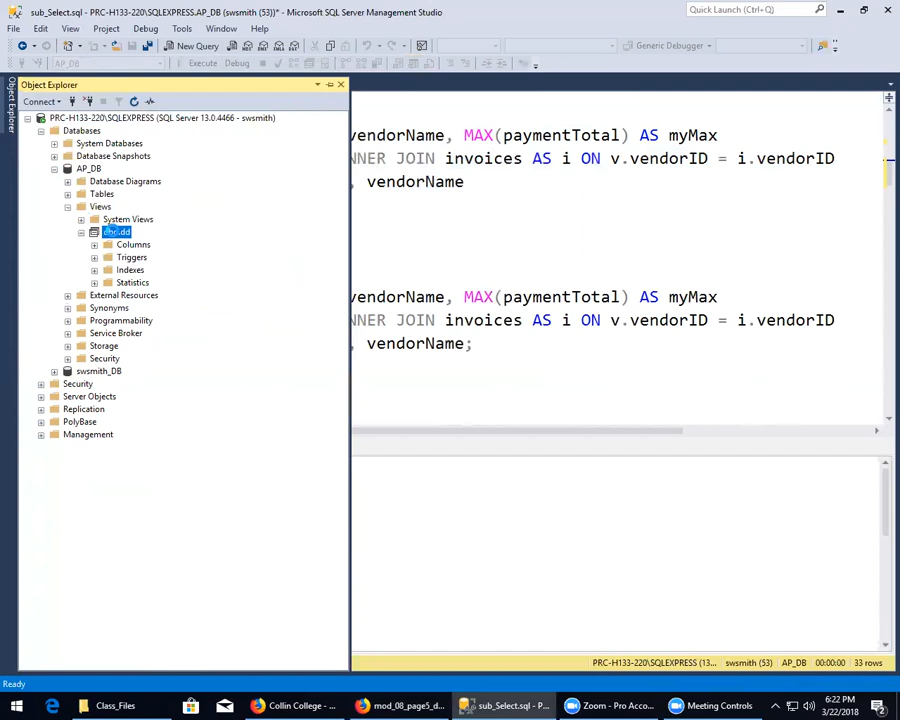 sub_Select.sql - PRC-H133-220\SQLEXPRESS.AP_DB (swsmith (53))* - Microsoft SQL Server Management Studio
Quick Launch (Ctrl+Q)
File Edit View Project Debug Tools Window Help
New Query
Generic Debugger
AP_DB
Execute Debug
Object Explorer
Object Explorer
Connect
PRC-H133-220\SQLEXPRESS (SQL Server 13.0.4466 - swsmith)
Databases
System Databases
Database Snapshots
AP_DB
Database Diagrams
Tables
Views
System Views
Columns
Triggers
Indexes
Statistics
External Resources
Synonyms
Programmability
Service Broker
Storage
Security
swsmith_DB
Security
Server Objects
Replication
PolyBase
Management
vendorName, MAX(paymentTotal) AS myMax
NNER JOIN invoices AS i ON v.vendorID = i.vendorID
, vendorName
vendorName, MAX(paymentTotal) AS myMax
NNER JOIN invoices AS i ON v.vendorID = i.vendorID
, vendorName;
PRC-H133-220\SQLEXPRESS (13... swsmith (53) AP_DB 00:00:00 33 rows
Ready
Class_Files
Collin College - ...
mod_08_page5_d...
sub_Select.sql - P...
Zoom - Pro Acco...
Meeting Controls
6:22 PM
3/22/2018
2